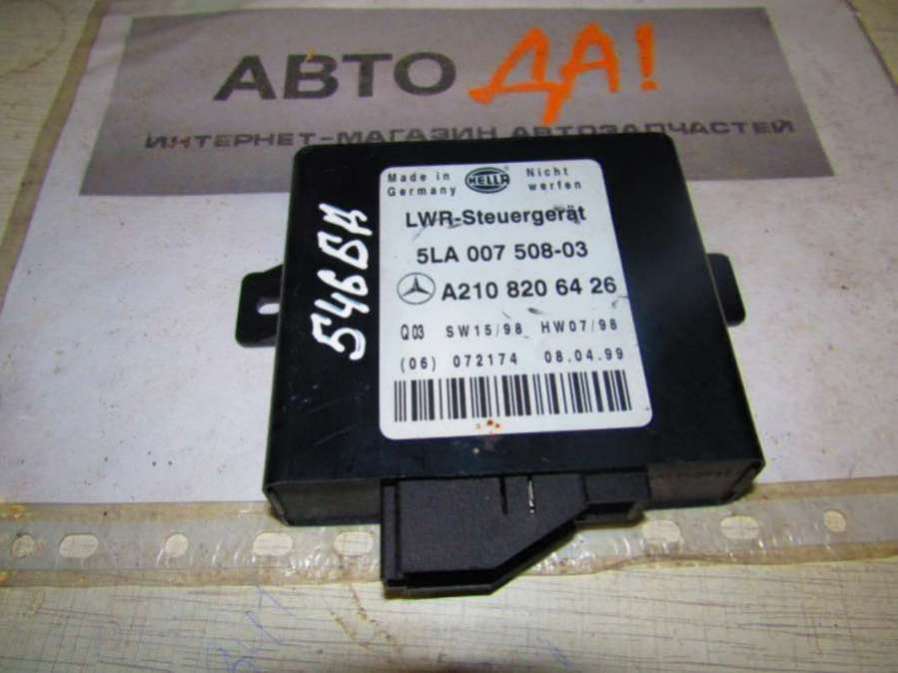 АВТО ДА!
ИНТЕРНЕТ-МАГАЗИН АВТОЗАПЧАСТЕЙ
Made in Germany HELLA Nicht werfen
LWR-Steuergerät
5LA 007 508-03
A210 820 64 26
Q03 SW15/98 HW07/98
(06) 072174 08.04.99
546ВД